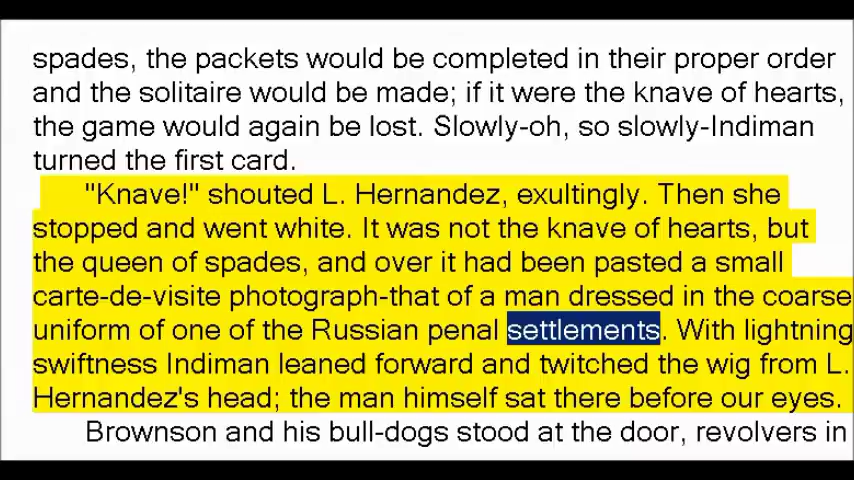 spades, the packets would be completed in their proper order
and the solitaire would be made; if it were the knave of hearts,
the game would again be lost. Slowly-oh, so slowly-Indiman
turned the first card.
"Knave!" shouted L. Hernandez, exultingly. Then she
stopped and went white. It was not the knave of hearts, but
the queen of spades, and over it had been pasted a small
carte-de-visite photograph-that of a man dressed in the coarse
uniform of one of the Russian penal settlements. With lightning
swiftness Indiman leaned forward and twitched the wig from L.
Hernandez's head; the man himself sat there before our eyes.
Brownson and his bull-dogs stood at the door, revolvers in